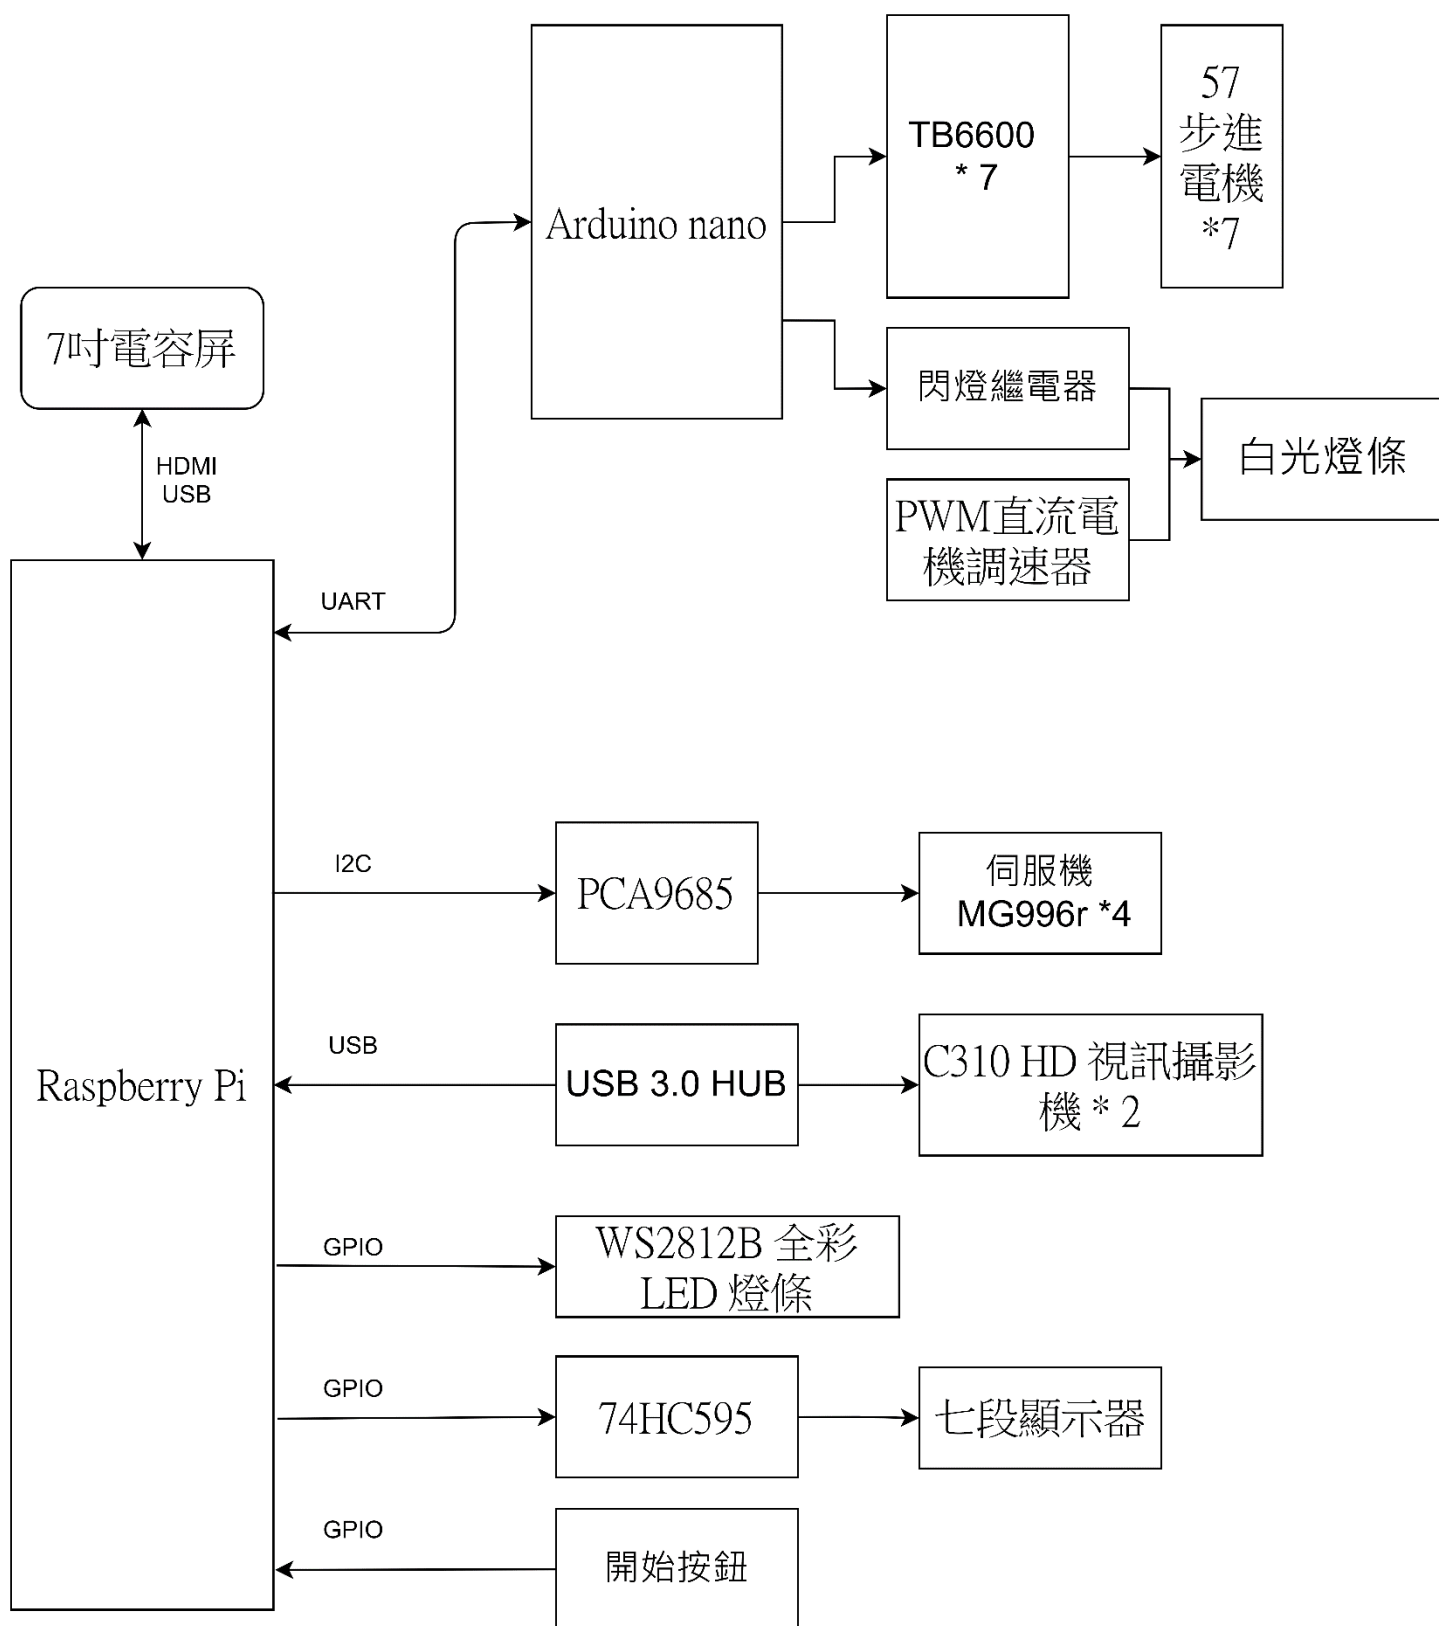 57
步進
電機
*7
TB6600
* 7
Arduino nano
7吋電容屏
閃燈繼電器
白光燈條
HDMI
USB
PWM直流電
機調速器
UART
I2C
PCA9685
伺服機
MG996r *4
USB
Raspberry Pi
USB 3.0 HUB
C310 HD 視訊攝影
機 * 2
GPIO
WS2812B 全彩
LED 燈條
GPIO
74HC595
七段顯示器
GPIO
開始按鈕